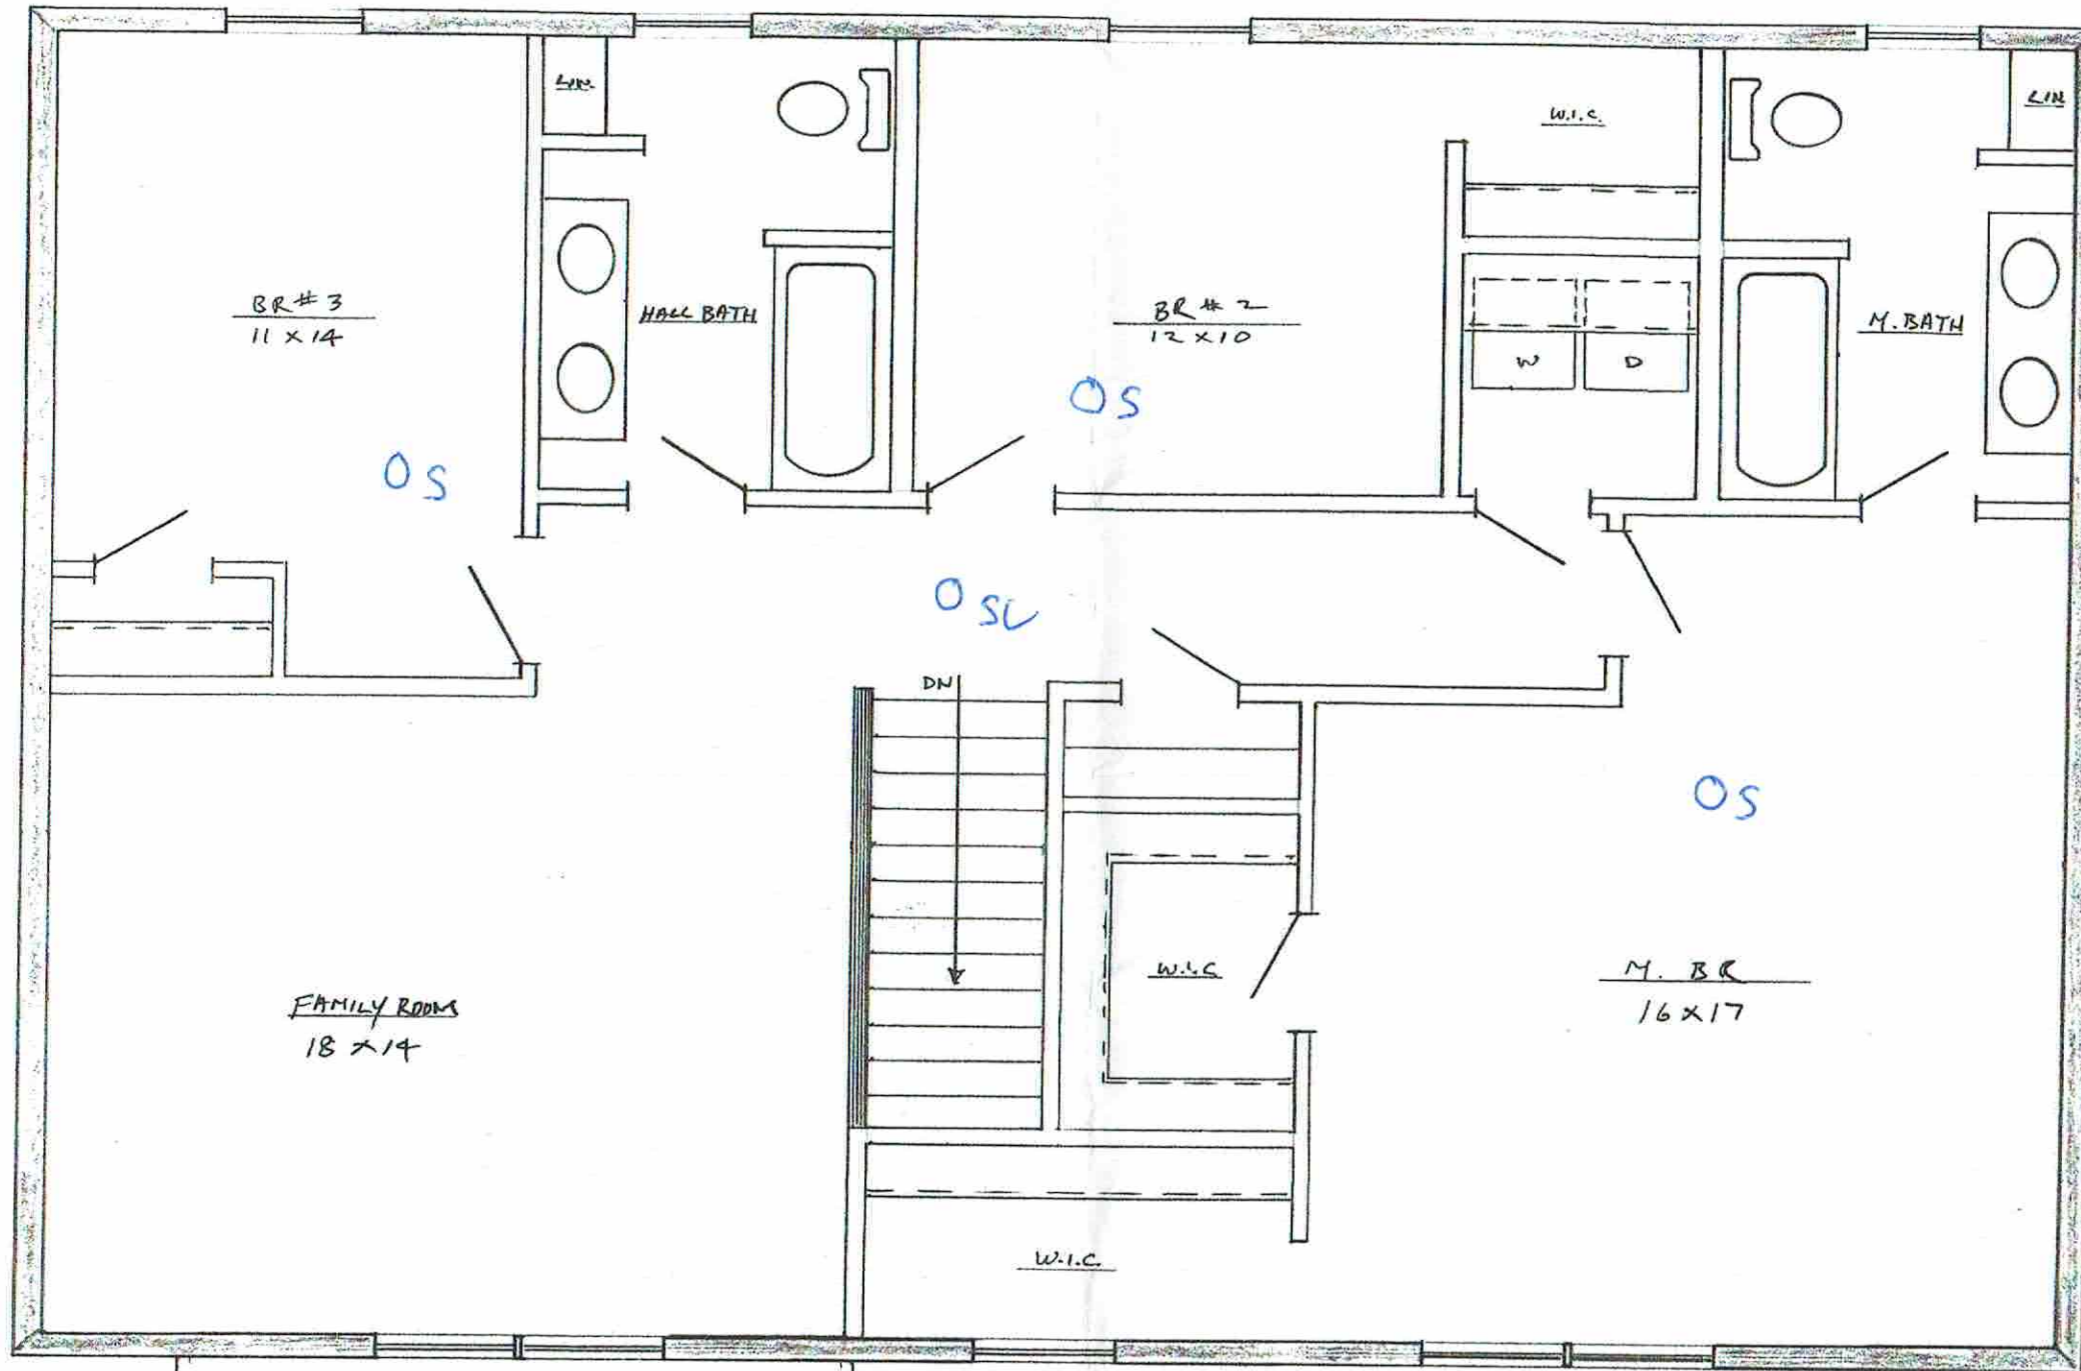 LIN.
W.I.C.
LIN
BR # 3
11 x 14
HALL BATH
BR # 2
12 x 10
W
D
M. BATH
OS
OS
O SC
DN
OS
W.I.C
M. BR
16 x 17
FAMILY ROOM
18 x 14
W.I.C.